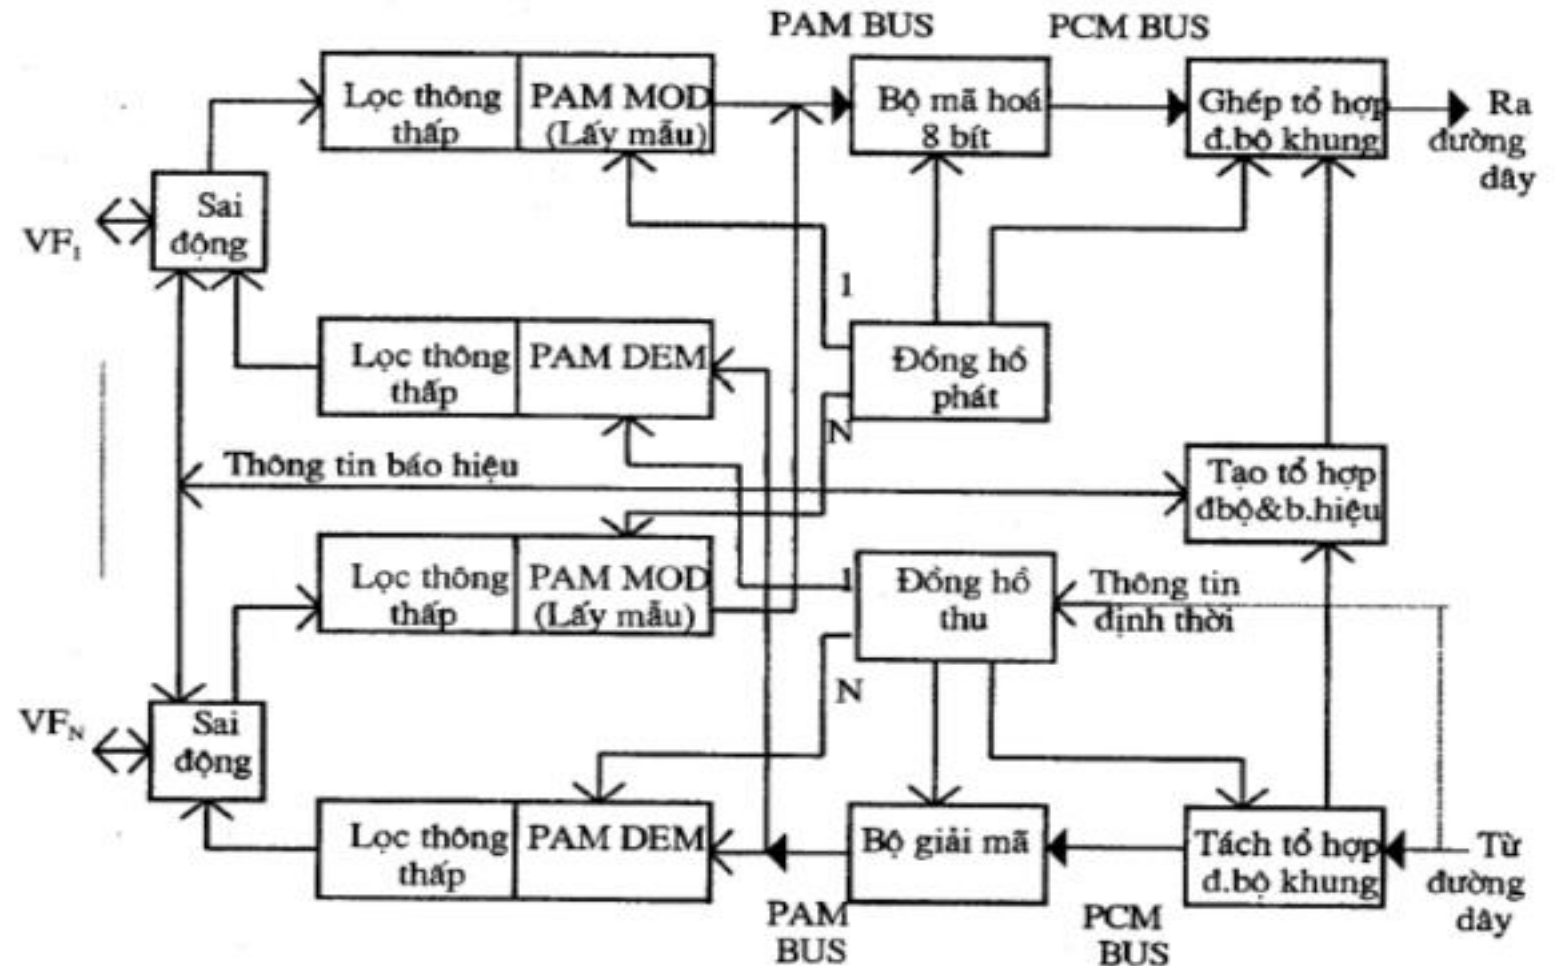 PAM BUS
PCM BUS
Lọc thông
thấp
PAM MOD
(Lấy mẫu)
Bộ mã hoá
8 bít
Ghép tổ hợp
đ.bộ khung
Ra
đường
dây
Sai
động
VF₁
1
Lọc thông
thấp
PAM DEM
Đồng hồ
phát
N
Thông tin báo hiệu
Tạo tổ hợp
đbộ&b.hiệu
Lọc thông
thấp
PAM MOD
(Lấy mẫu)
1
Đồng hồ
thu
Thông tin
định thời
N
VF_N
Sai
động
Lọc thông
thấp
PAM DEM
Bộ giải mã
Tách tổ hợp
đ.bộ khung
Từ
đường
dây
PAM
BUS
PCM
BUS